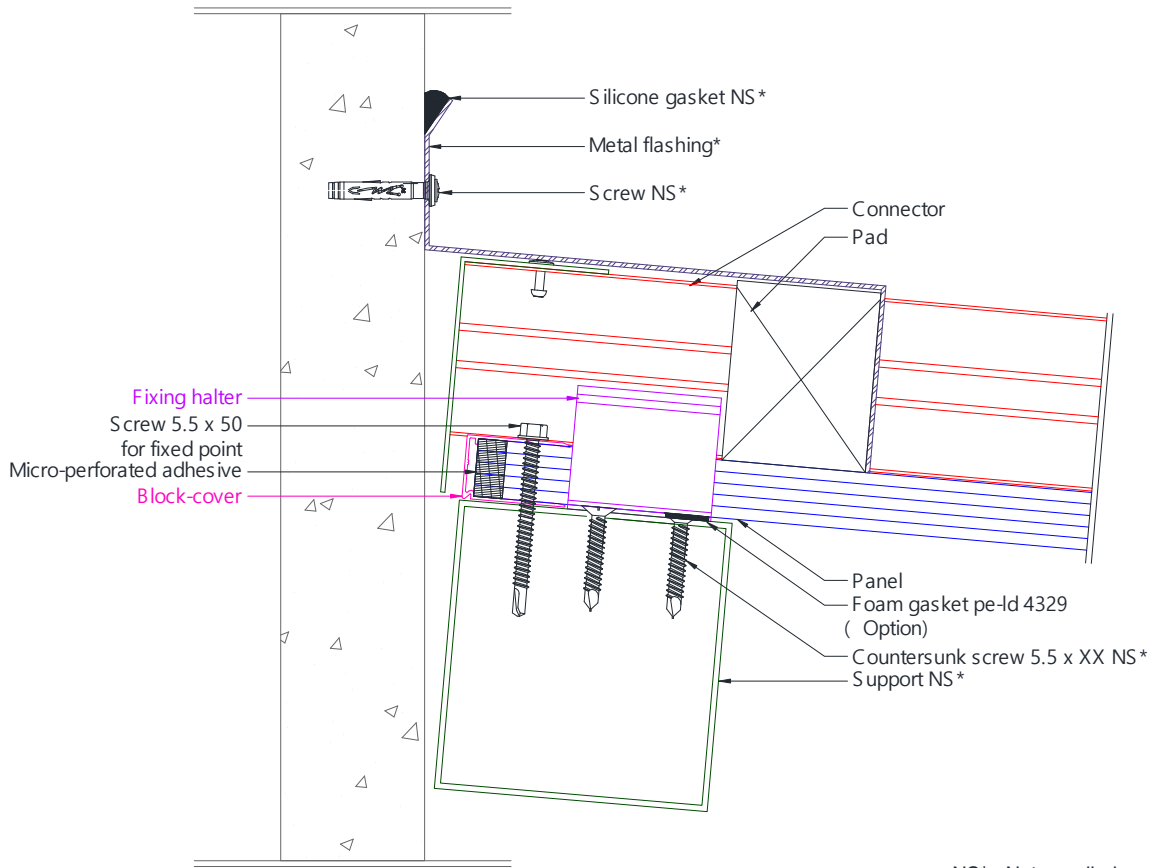 Silicone gasket NS*
Metal flashing*
Screw NS*
Connector
Pad
Fixing halter
Screw 5.5 x 50
for fixed point
Micro-perforated adhesive
Block-cover
Panel
Foam gasket pe-ld 4329
( Option)
Countersunk screw 5.5 x XX NS*
Support NS*